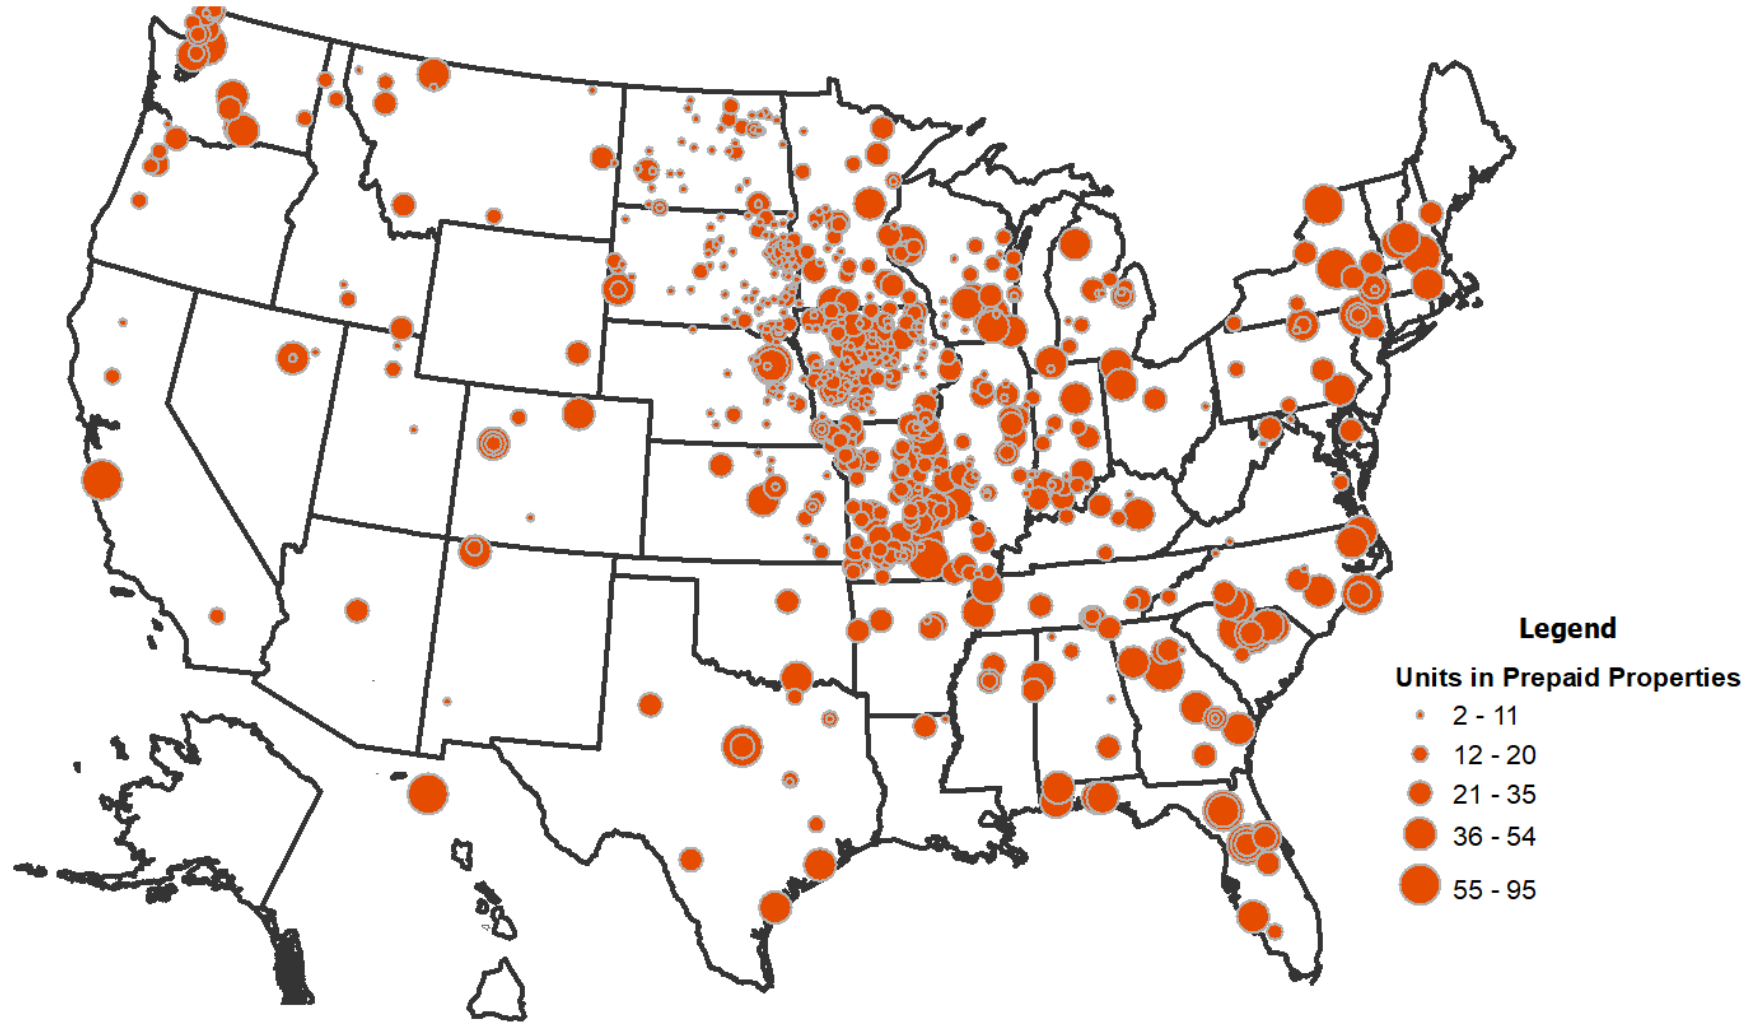 Legend
Units in Prepaid Properties
2 - 11
12 - 20
21 - 35
36 - 54
55 - 95